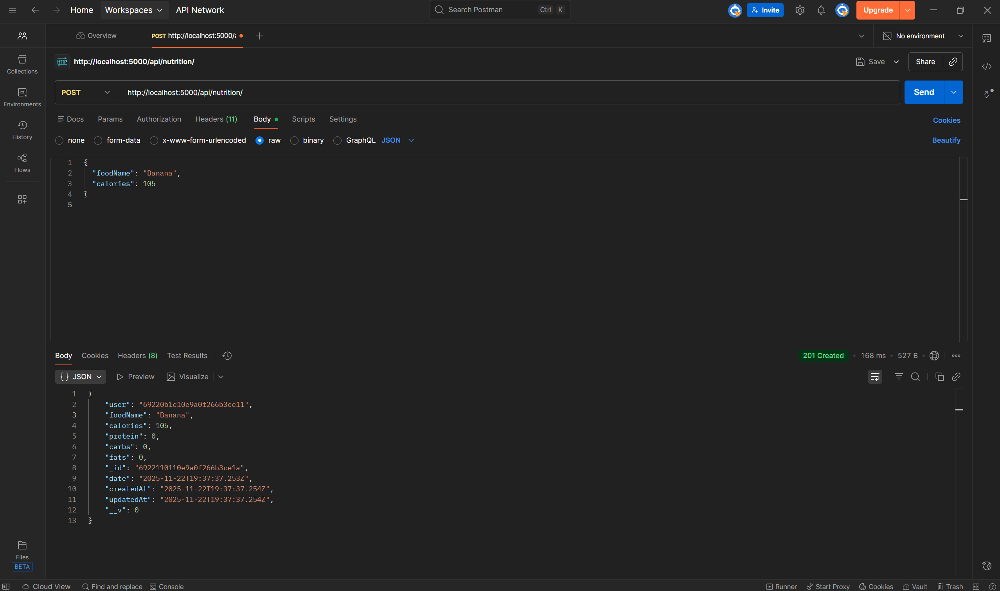 Home Workspaces API Network Search Postman Ctrl K Invite Upgrade
Overview POST http://localhost:5000/a No environment
HTTP http://localhost:5000/api/nutrition/ Save Share
POST http://localhost:5000/api/nutrition/ Send
Docs Params Authorization Headers (11) Body Scripts Settings Cookies
none form-data x-www-form-urlencoded raw binary GraphQL JSON Beautify
Collections
Environments
History
Flows
1 {
2 "foodName": "Banana",
3 "calories": 105
4 }
5
Body Cookies Headers (8) Test Results 201 Created • 168 ms • 527 B •
{} JSON Preview Visualize
1 {
2 "user": "69220b1e10e9a0f266b3ce11",
3 "foodName": "Banana",
4 "calories": 105,
5 "protein": 0,
6 "carbs": 0,
7 "fats": 0,
8 "_id": "6922110110e9a0f266b3ce1a",
9 "date": "2025-11-22T19:37:37.253Z",
10 "createdAt": "2025-11-22T19:37:37.254Z",
11 "updatedAt": "2025-11-22T19:37:37.254Z",
12 "__v": 0
13 }
Files
BETA
Cloud View Find and replace Console Runner Start Proxy Cookies Vault Trash